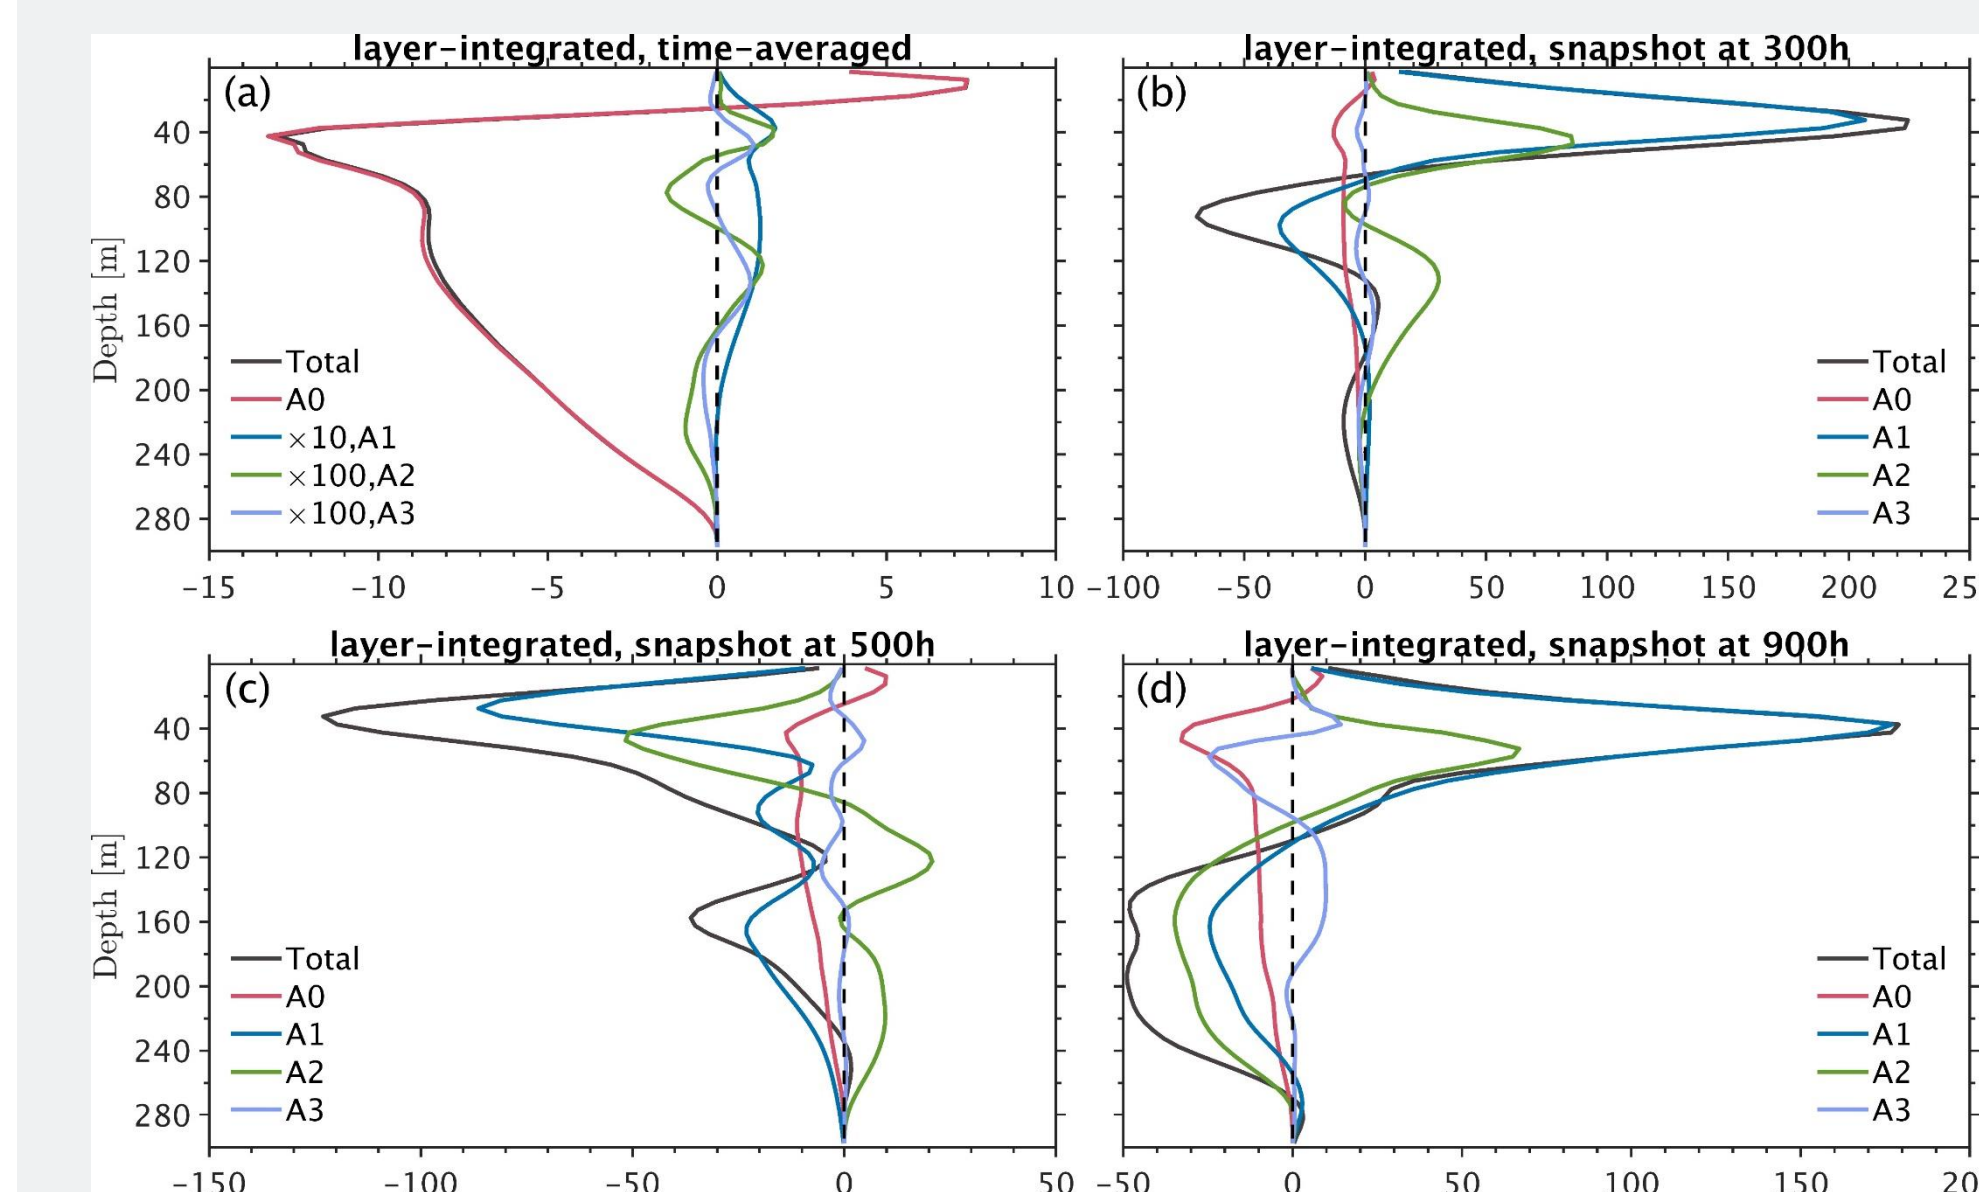 layer-integrated, time-averaged
layer-integrated, snapshot at 300h
(a)
(b)
40
80
120
160
200
240
280
Depth [m]
Total
A0
×10,A1
×100,A2
×100,A3
Total
A0
A1
A2
A3
-15 -10 -5 0 5 10
-100 -50 0 50 100 150 200 25
layer-integrated, snapshot at 500h
layer-integrated, snapshot at 900h
(c)
(d)
40
80
120
160
200
240
280
Depth [m]
Total
A0
A1
A2
A3
Total
A0
A1
A2
A3
-150 -100 -50 0 50
-50 0 50 100 150 20